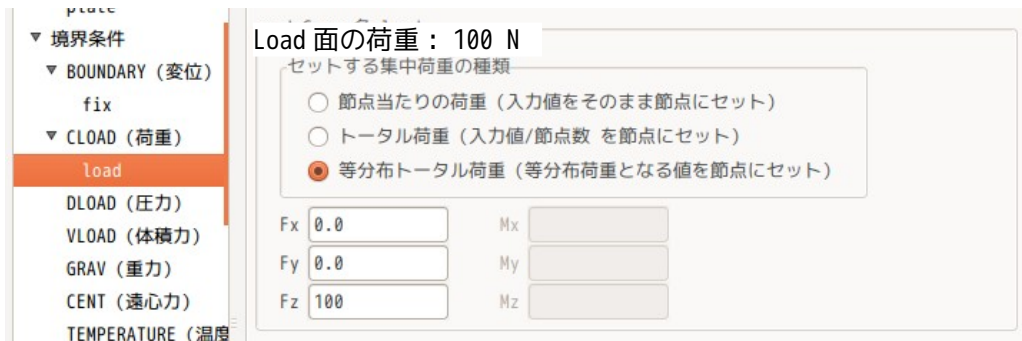 plate
▼ 境界条件
▼ BOUNDARY (変位)
fix
▼ CLOAD (荷重)
load
DLOAD (圧力)
VLOAD (体積力)
GRAV (重力)
CENT (遠心力)
TEMPERATURE (温度
Load 面の荷重： 100 N
セットする集中荷重の種類
節点当たりの荷重 (入力値をそのまま節点にセット)
トータル荷重 (入力値/節点数 を節点にセット)
等分布トータル荷重 (等分布荷重となる値を節点にセット)
Fx 0.0 Mx
Fy 0.0 My
Fz 100 Mz